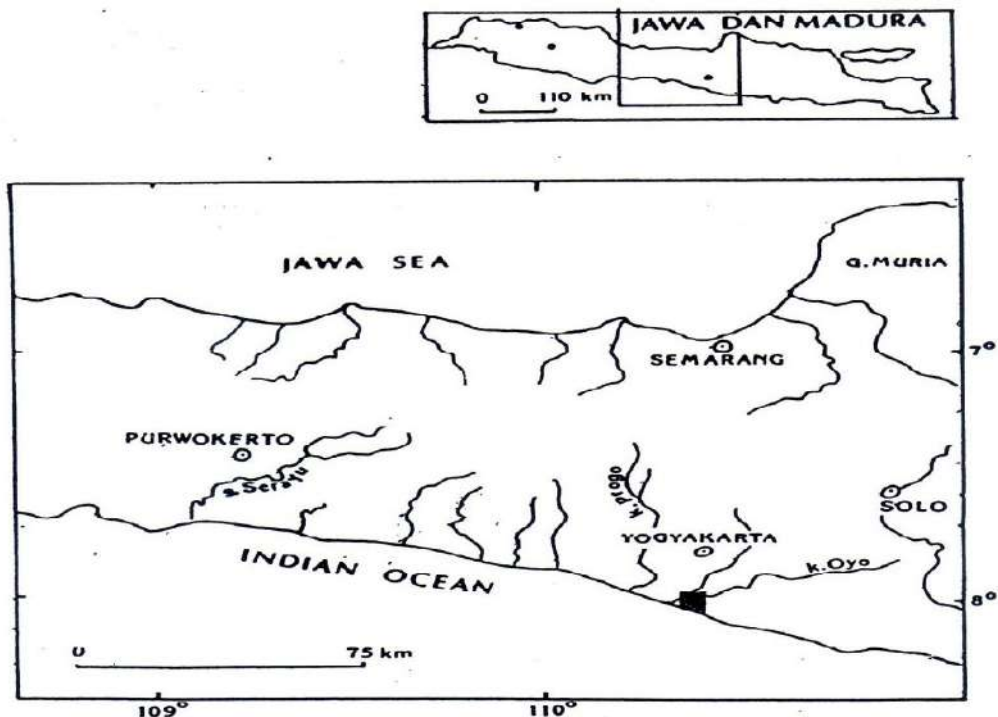 JAWA DAN MADURA
0 110 km
JAWA SEA
G.MURIA
SEMARANG
7°
PURWOKERTO
S. Serayu
K. Progo
SOLO
YOGYAKARTA
K. Oyo
INDIAN OCEAN
8°
0 75 km
109° 110°